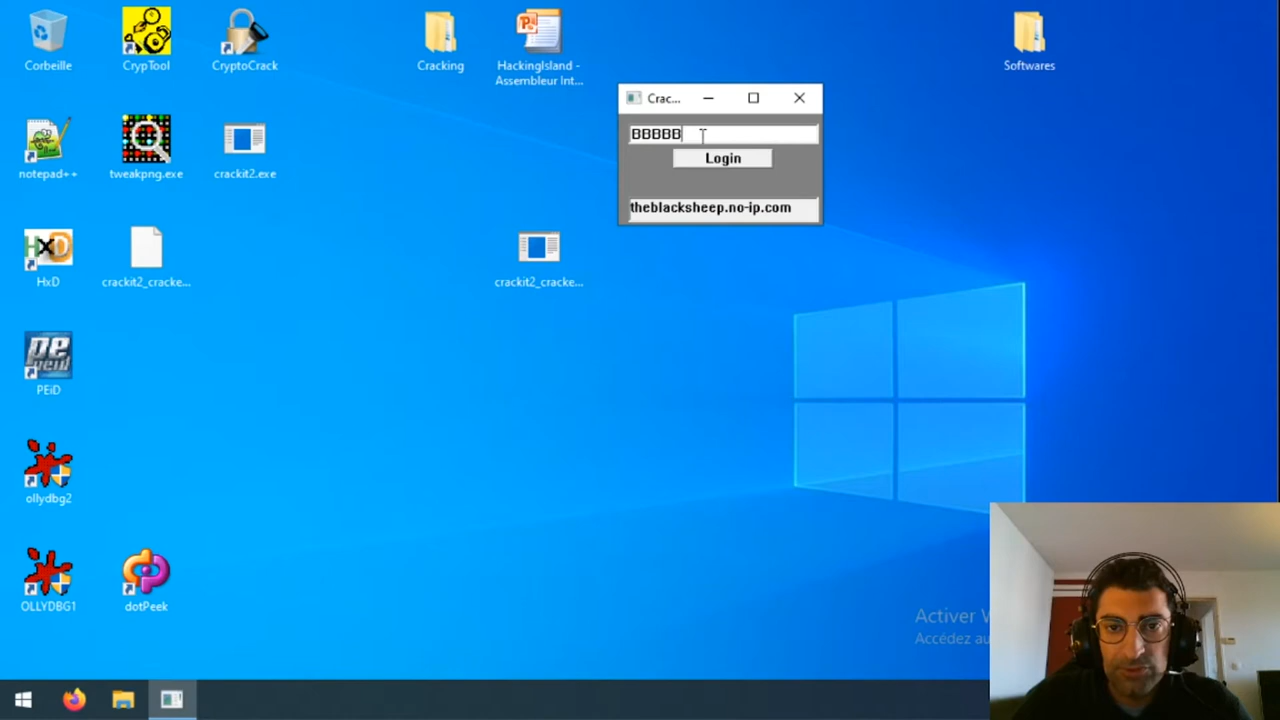 Corbeille
CrypTool
CryptoCrack
Cracking
HackingIsland -
Assembleur Int...
Softwares
Crac...
BBBBB
Login
theblacksheep.no-ip.com
notepad++
tweakpng.exe
crackit2.exe
HxD
HxD
crackit2_cracke...
crackit2_cracke...
PEiD
ollydbg2
OLLYDBG1
dotPeek
Activer
Accédez au